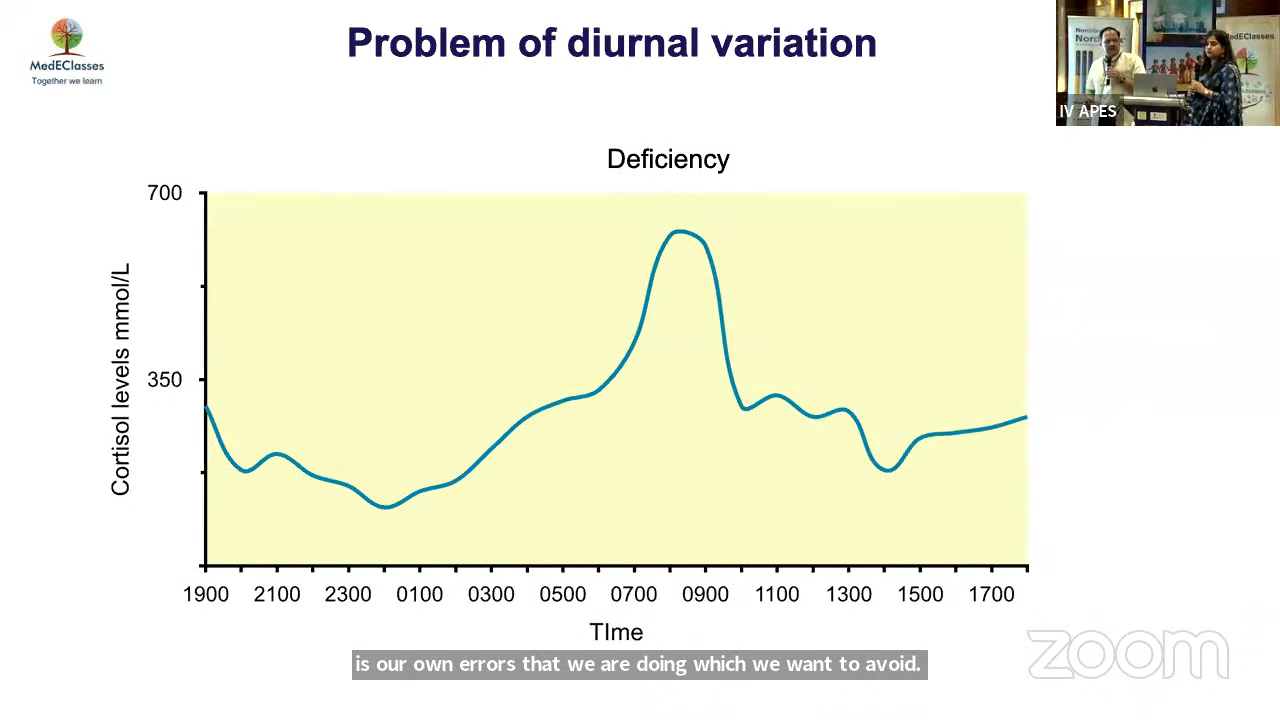 MedEClasses
Together we learn
Problem of diurnal variation
IV APES
MedEClasses
Deficiency
Cortisol levels mmol/L
700
350
1900 2100 2300 0100 0300 0500 0700 0900 1100 1300 1500 1700
TIme
is our own errors that we are doing which we want to avoid.
zoom